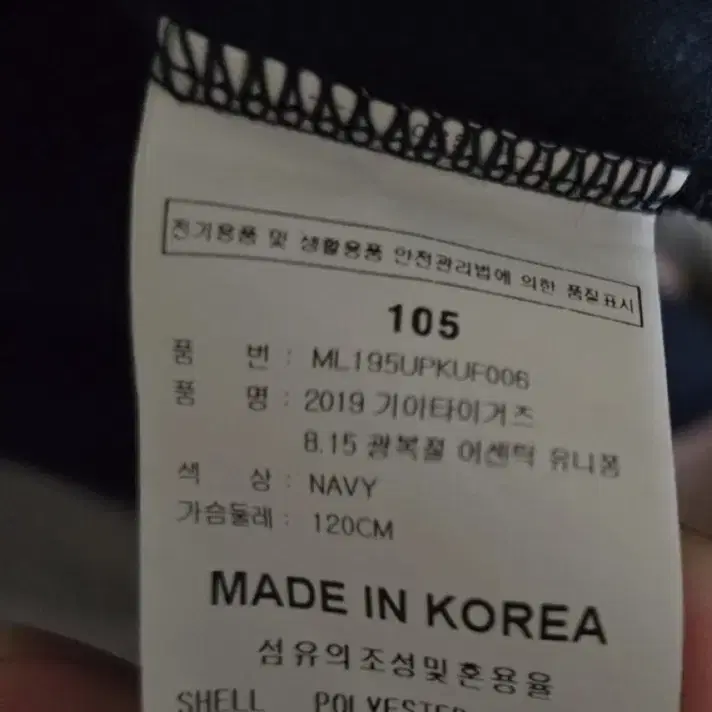 전기용품 및 생활용품 안전관리법에 의한 품질표시
105
품 번 : ML195UPKUF006
품 명 : 2019 기아타이거즈
8.15 광복절 어센틱 유니폼
색 상 : NAVY
가슴둘레 : 120CM
MADE IN KOREA
섬유의조성및혼용율
SHELL POLYESTER